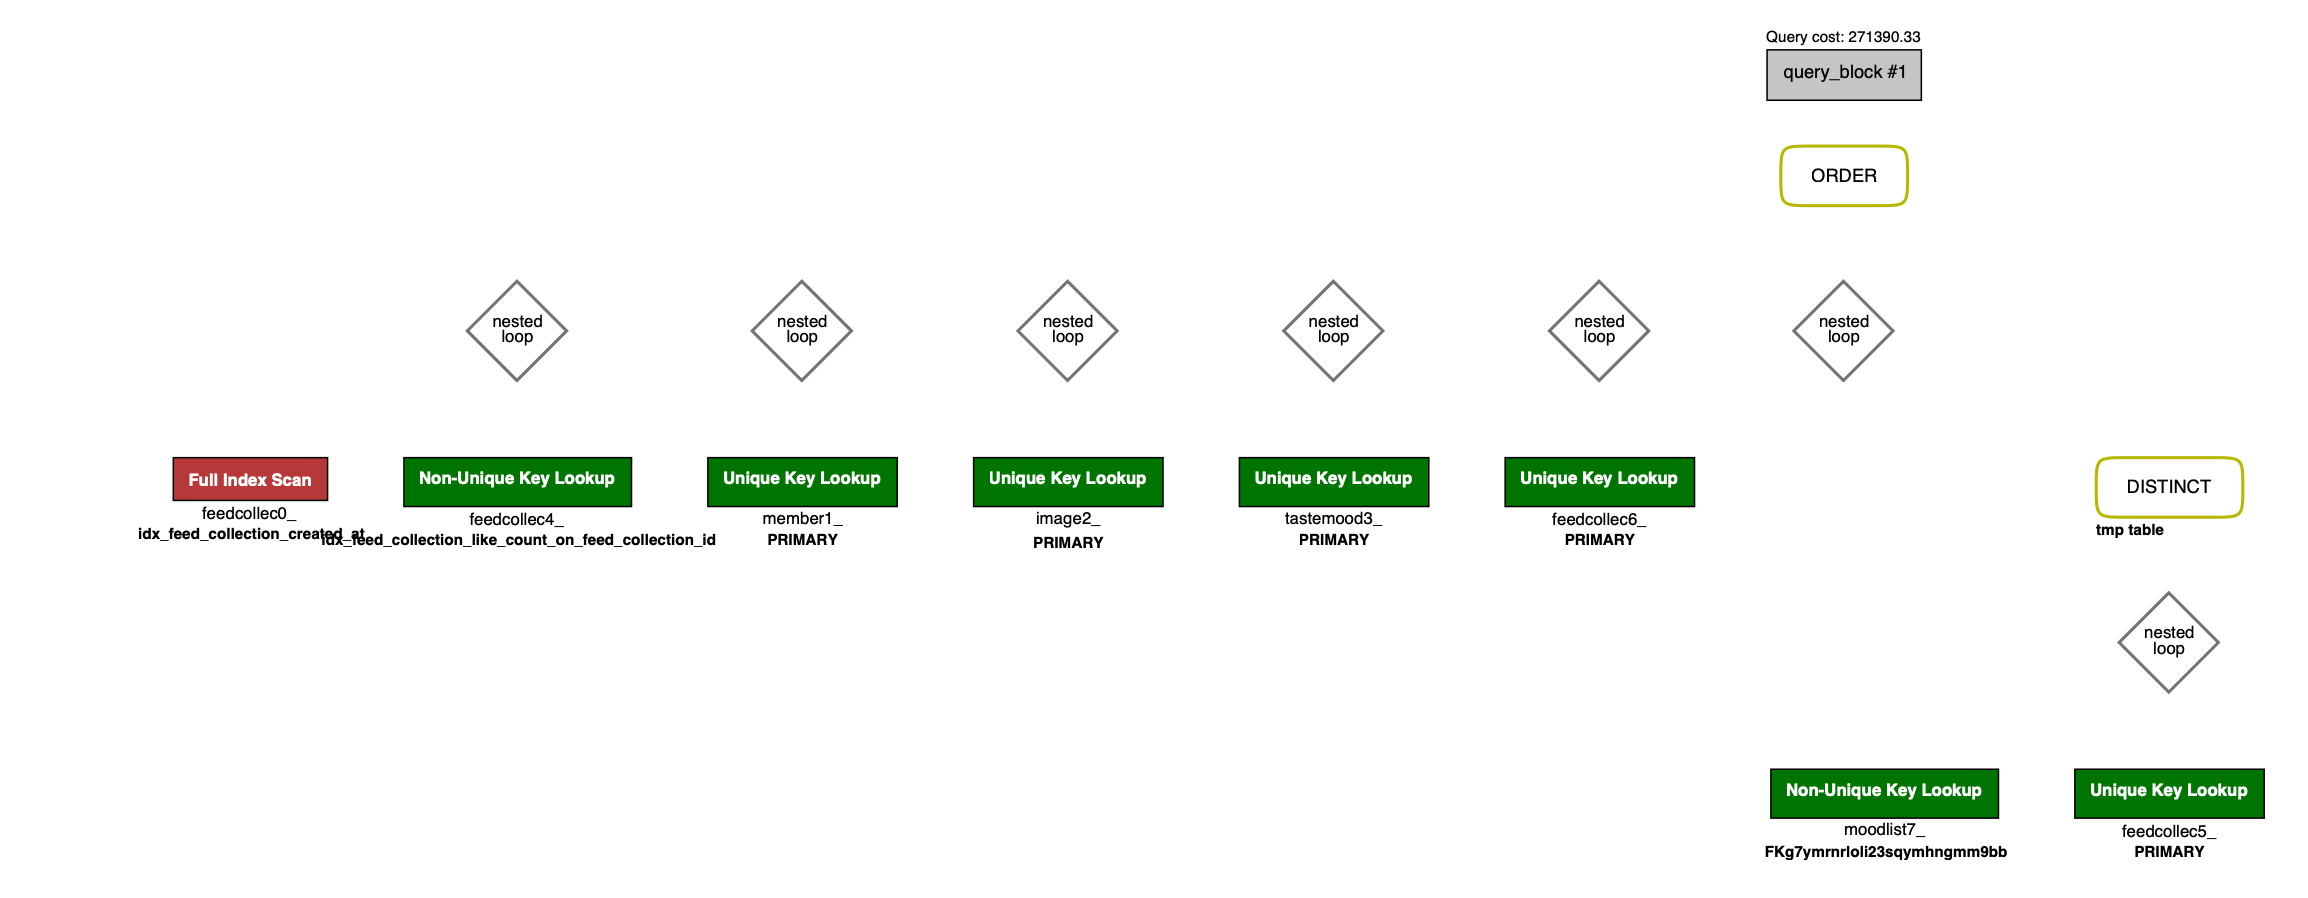 Query cost: 271390.33
query_block #1
ORDER
nested
loop
nested
loop
nested
loop
nested
loop
nested
loop
nested
loop
Full Index Scan
feedcollec0_
idx_feed_collection_created_at
Non-Unique Key Lookup
feedcollec4_
idx_feed_collection_like_count_on_feed_collection_id
Unique Key Lookup
member1_
PRIMARY
Unique Key Lookup
image2_
PRIMARY
Unique Key Lookup
tastemood3_
PRIMARY
Unique Key Lookup
feedcollec6_
PRIMARY
DISTINCT
tmp table
nested
loop
Non-Unique Key Lookup
moodlist7_
FKg7ymrnrloli23sqymhngmm9bb
Unique Key Lookup
feedcollec5_
PRIMARY